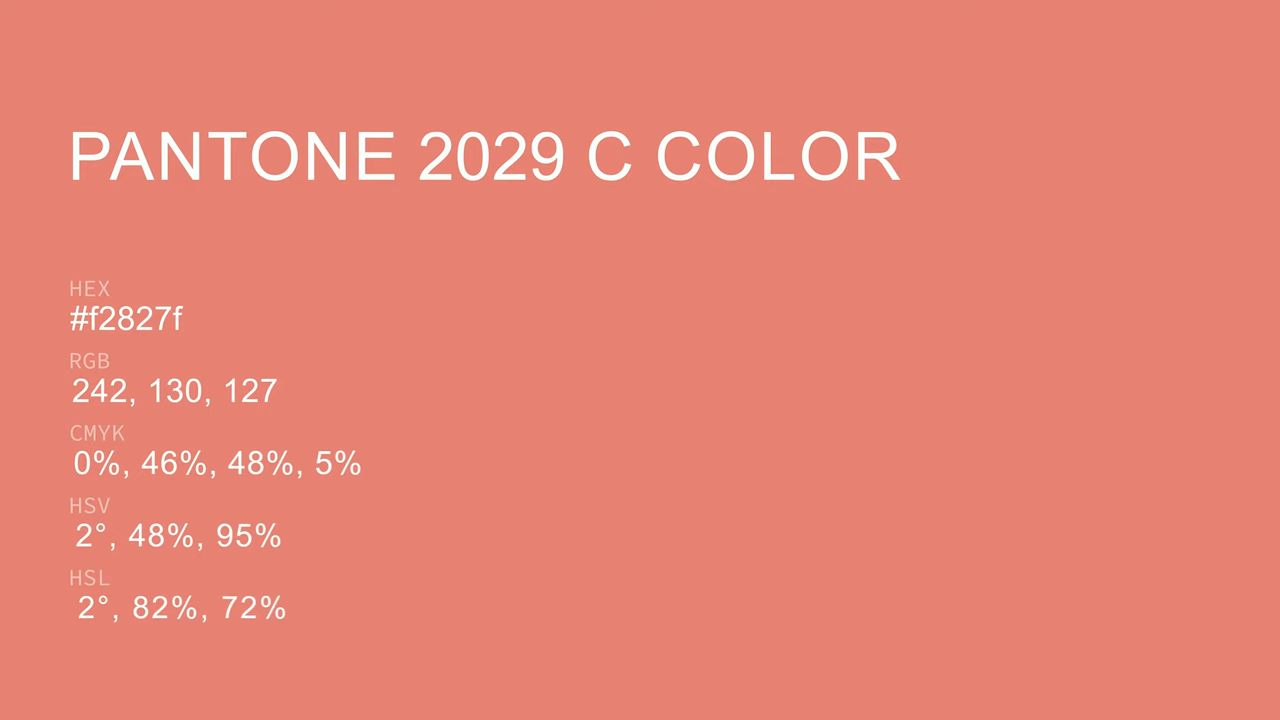 PANTONE 2029 C COLOR
HEX
#f2827f
RGB
242, 130, 127
CMYK
0%, 46%, 48%, 5%
HSV
2°, 48%, 95%
HSL
2°, 82%, 72%